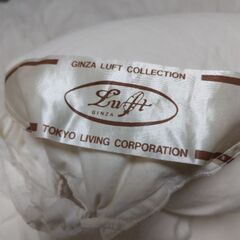 GINZA LUFT COLLECTION
Luft
GINZA
TOKYO LIVING CORPORATION